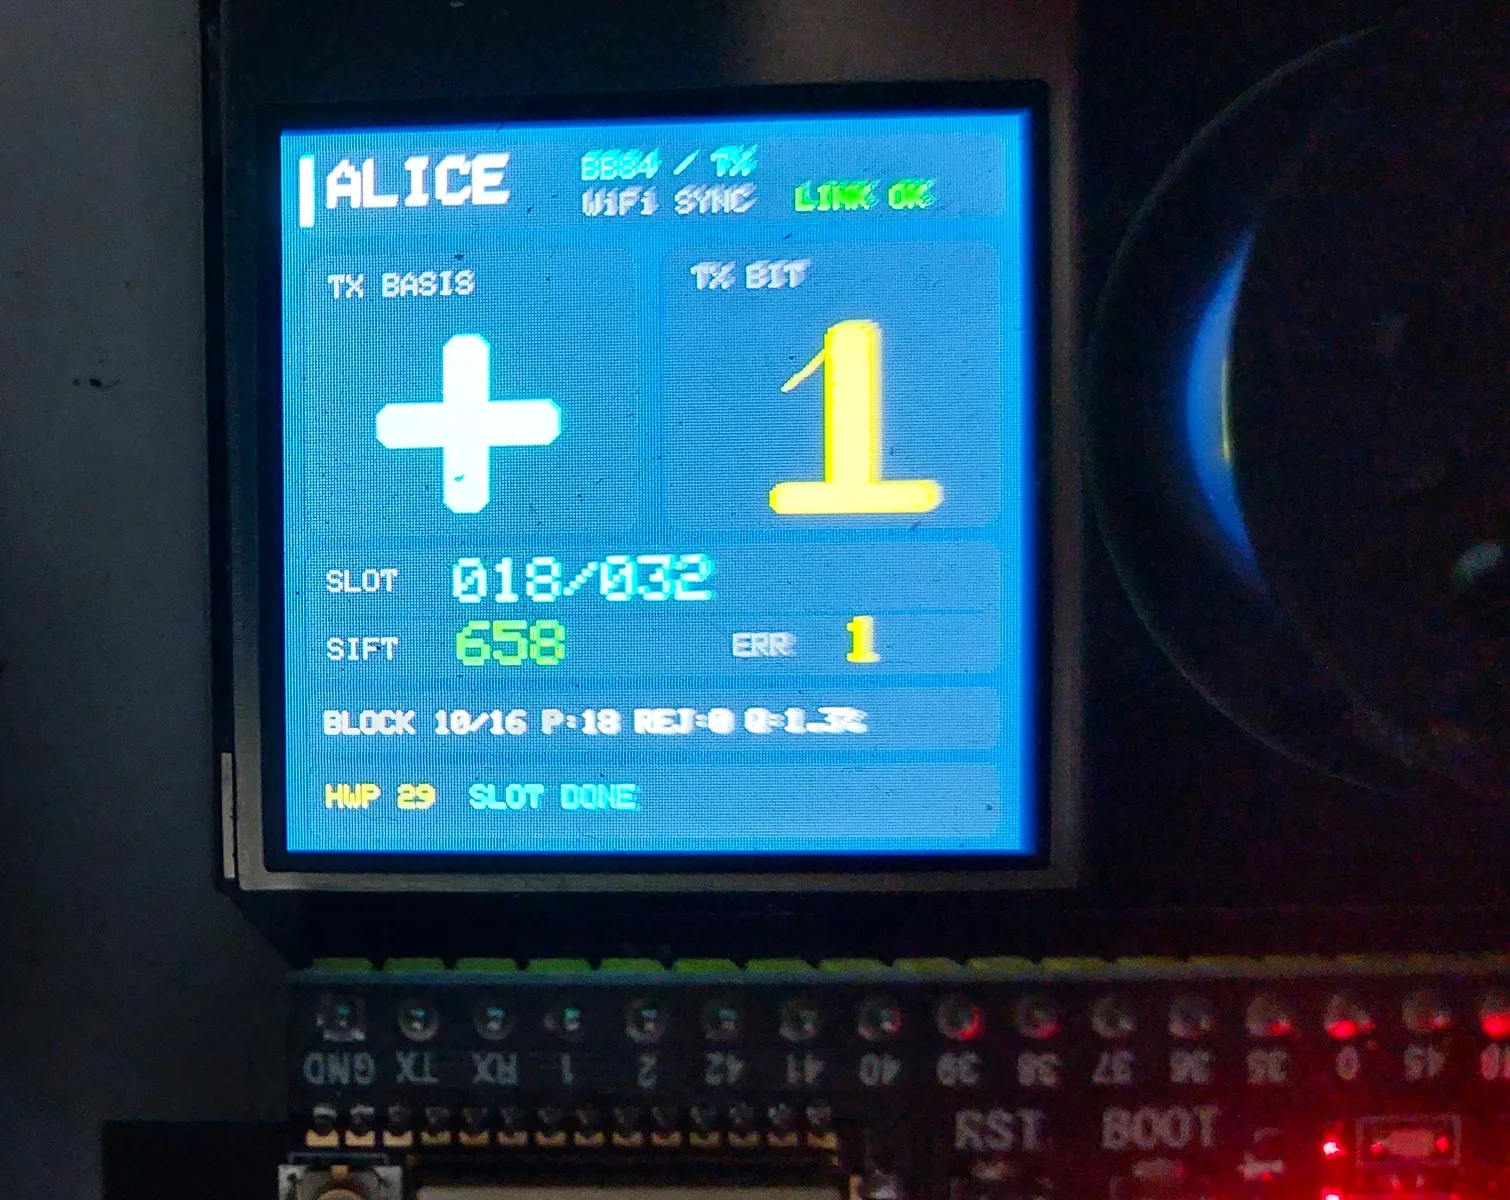 ALICE
BB84 / TX
WiFi SYNC LINK OK
TX BASIS TX BIT
+ 1
SLOT 018/032
SIFT 658 ERR 1
BLOCK 10/16 P:18 REJ:0 Q:1.3%
HWP 29 SLOT DONE
GND TX RX 1 2 42 41 40 39 38 37 36 35 0 45
RST BOOT